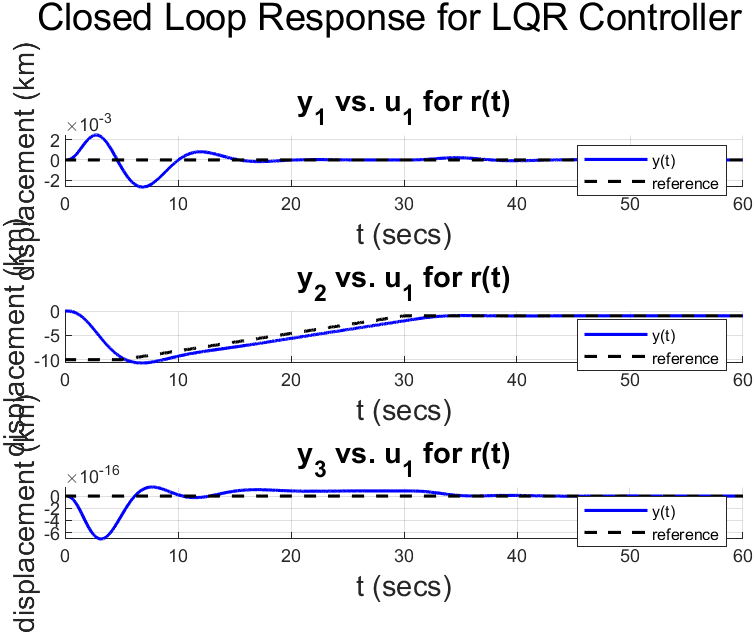 Closed Loop Response for LQR Controller
y1 vs. u1 for r(t)
×10-3
displacement (km)
2
0
-2
y(t)
reference
0 10 20 30 40 50 60
t (secs)
y2 vs. u1 for r(t)
displacement (km)
0
-5
-10
y(t)
reference
0 10 20 30 40 50 60
t (secs)
y3 vs. u1 for r(t)
×10-16
displacement (km)
0
-2
-4
-6
y(t)
reference
0 10 20 30 40 50 60
t (secs)